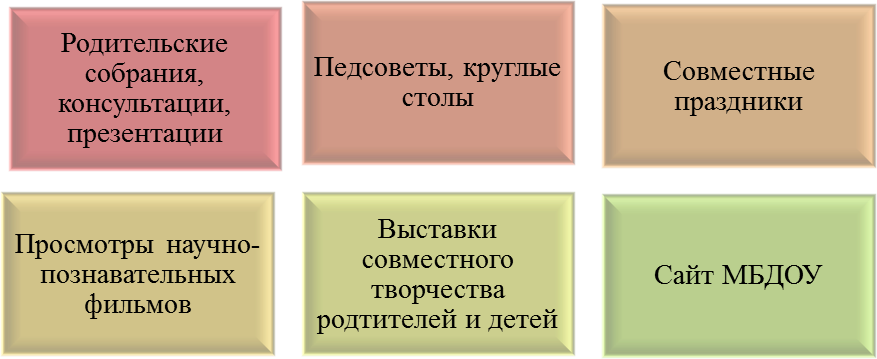 Родительские
собрания,
консультации,
презентации
Педсоветы, круглые
столы
Совместные
праздники
Просмотры научно-
познавательных
фильмов
Выставки
совместного
творчества
родтителей и детей
Сайт МБДОУ